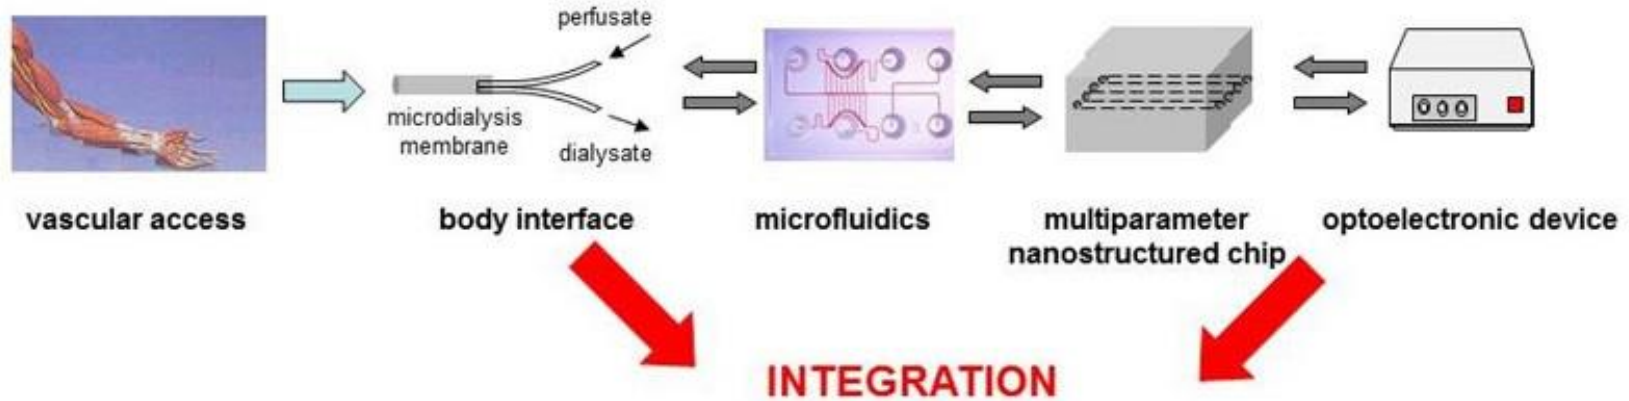 perfusate
microdialysis
membrane
dialysate
vascular access
body interface
microfluidics
multiparameter
nanostructured chip
optoelectronic device
INTEGRATION